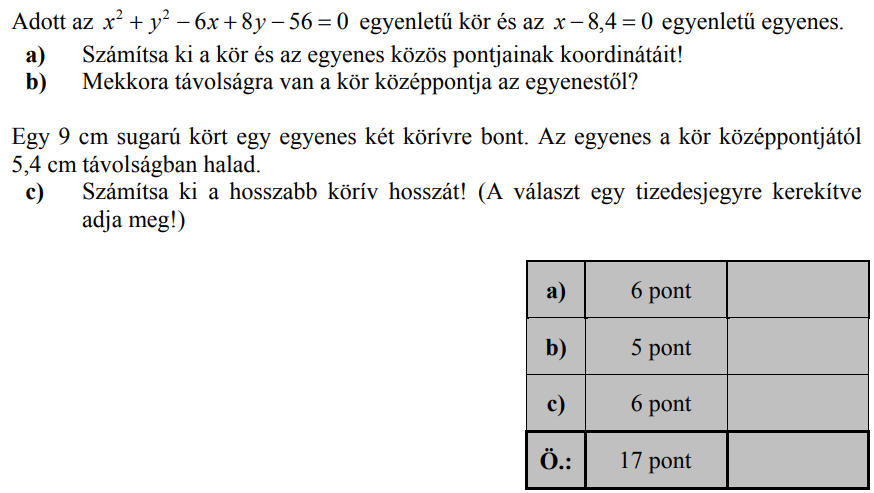 Adott az x² + y² − 6x + 8y − 56 = 0 egyenletű kör és az x − 8,4 = 0 egyenletű egyenes.
a) Számítsa ki a kör és az egyenes közös pontjainak koordinátáit!
b) Mekkora távolságra van a kör középpontja az egyenestől?
Egy 9 cm sugarú kört egy egyenes két körívre bont. Az egyenes a kör középpontjától
5,4 cm távolságban halad.
c) Számítsa ki a hosszabb körív hosszát! (A választ egy tizedesjegyre kerekítve
adja meg!)
a) 6 pont
b) 5 pont
c) 6 pont
Ö.: 17 pont